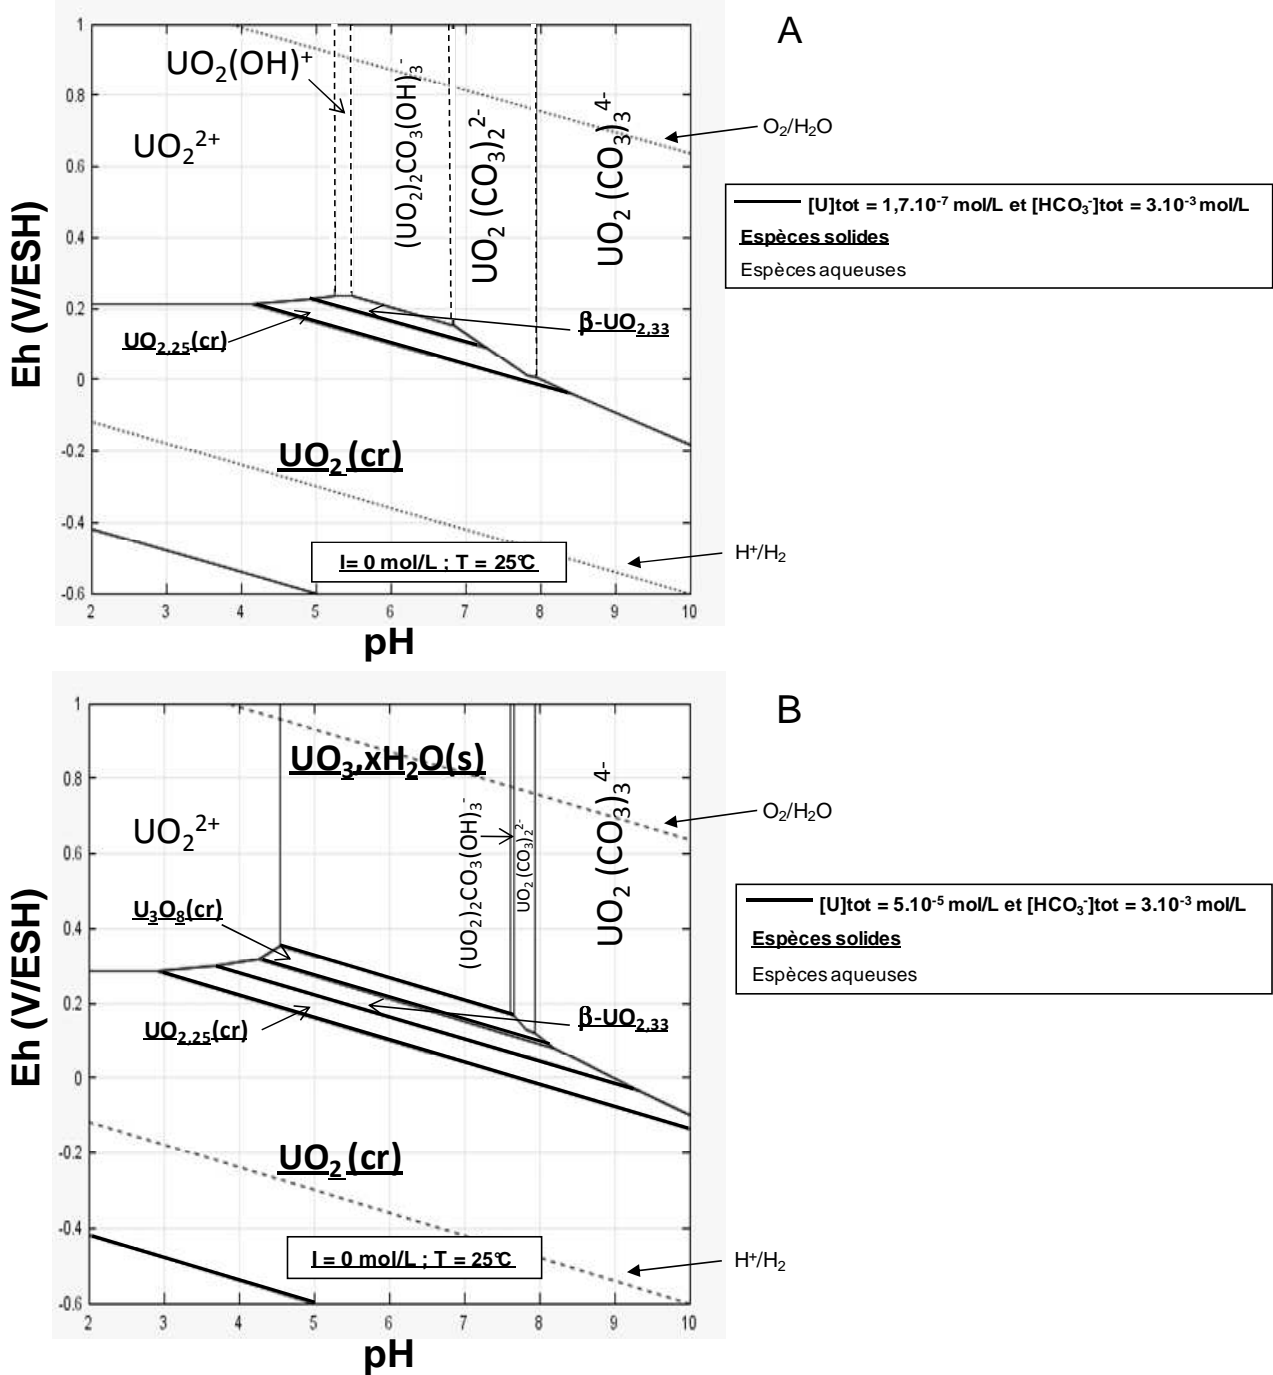 A
1
0.8
0.6
0.4
0.2
0
-0.2
-0.4
-0.6
2
3
4
5
6
7
8
9
10
Eh (V/ESH)
pH
UO₂(OH)⁺
UO₂²⁺
(UO₂)₂CO₃(OH)₃⁻
UO₂ (CO₃)₂²⁻
UO₂ (CO₃)₃⁴⁻
O₂/H₂O
[U]tot = 1,7.10⁻⁷ mol/L et [HCO₃⁻]tot = 3.10⁻³ mol/L
Espèces solides
Espèces aqueuses
UO₂,₂₅(cr)
β-UO₂,₃₃
UO₂ (cr)
I= 0 mol/L ; T = 25°C
H⁺/H₂
B
1
0.8
0.6
0.4
0.2
0
-0.2
-0.4
-0.6
2
3
4
5
6
7
8
9
10
Eh (V/ESH)
pH
UO₃,xH₂O(s)
UO₂²⁺
(UO₂)₂CO₃(OH)₃⁻
UO₂ (CO₃)₂²⁻
UO₂ (CO₃)₃⁴⁻
O₂/H₂O
[U]tot = 5.10⁻⁵ mol/L et [HCO₃⁻]tot = 3.10⁻³ mol/L
Espèces solides
Espèces aqueuses
U₃O₈(cr)
UO₂,₂₅(cr)
β-UO₂,₃₃
UO₂ (cr)
I = 0 mol/L ; T = 25°C
H⁺/H₂